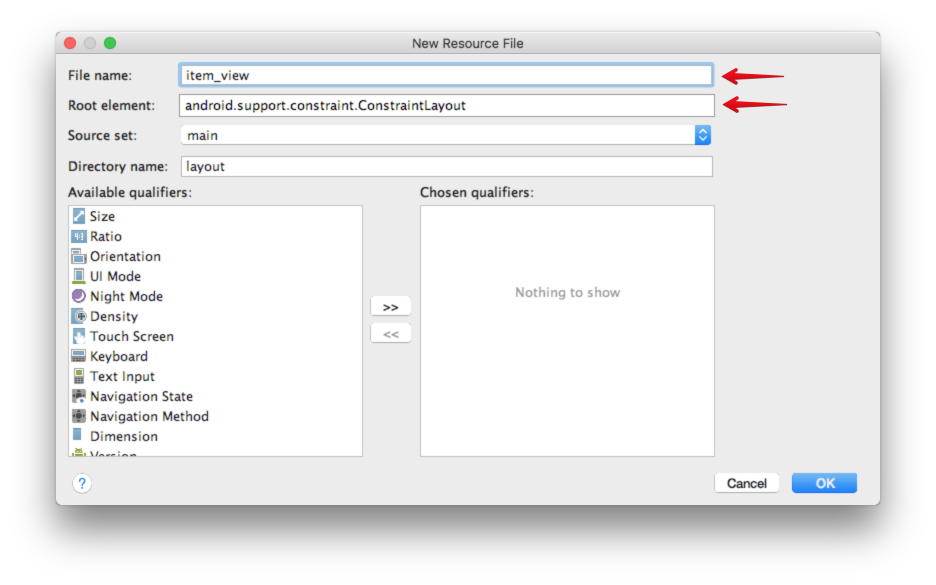 New Resource File
File name: item_view
Root element: android.support.constraint.ConstraintLayout
Source set: main
Directory name: layout
Available qualifiers:
Chosen qualifiers:
Size
Ratio
Orientation
UI Mode
Night Mode
Density
Touch Screen
Keyboard
Text Input
Navigation State
Navigation Method
Dimension
Version
>>
<<
Nothing to show
?
Cancel
OK